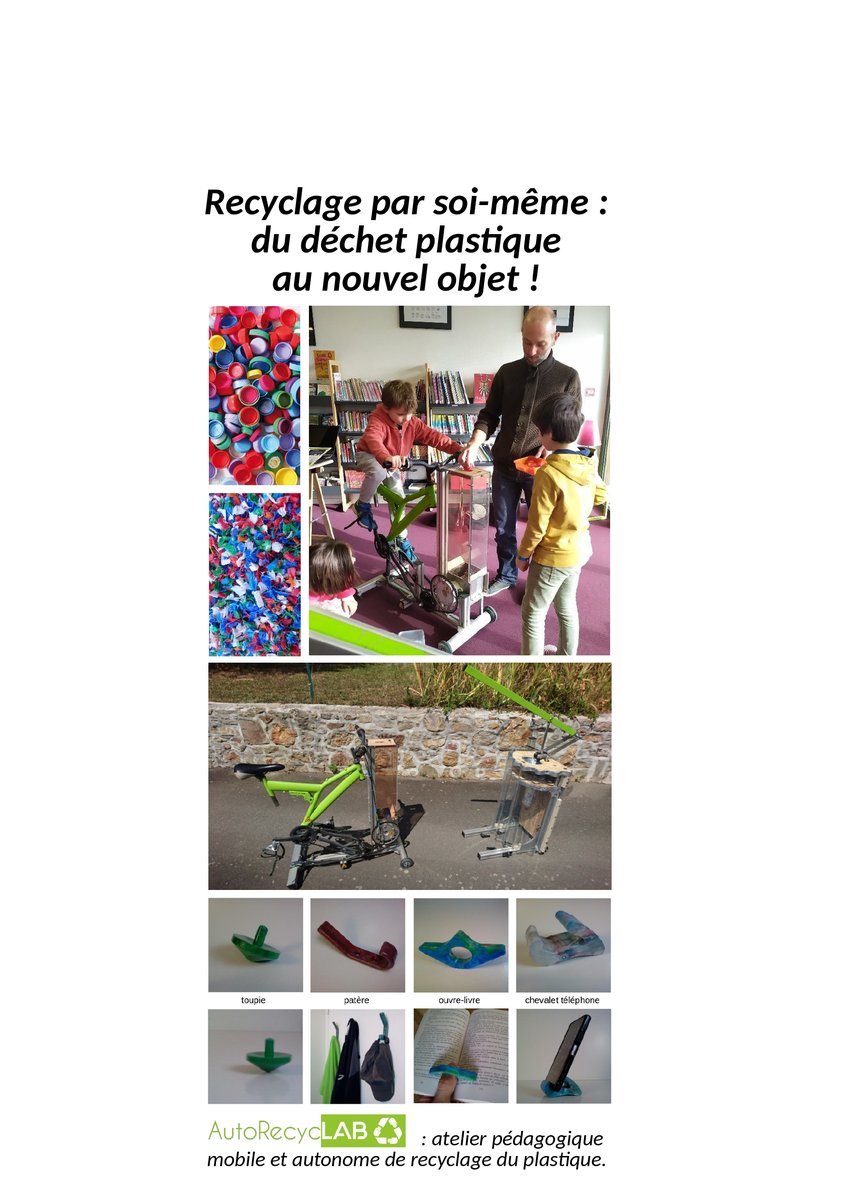 Recyclage par soi-même :
du déchet plastique
au nouvel objet !
toupie
patère
ouvre-livre
chevalet téléphone
AutoRecycLAB : atelier pédagogique
mobile et autonome de recyclage du plastique.